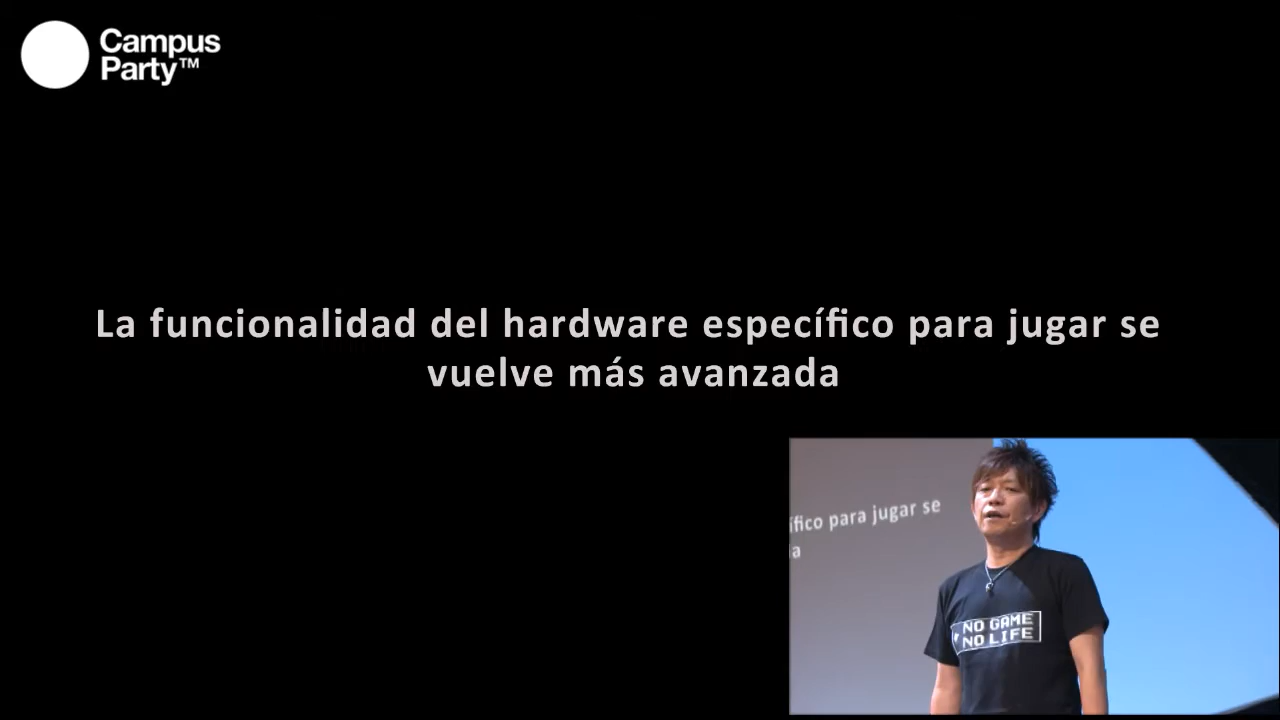 Campus
Party™
La funcionalidad del hardware específico para jugar se
vuelve más avanzada
ífico para jugar se
a
NO GAME
NO LIFE